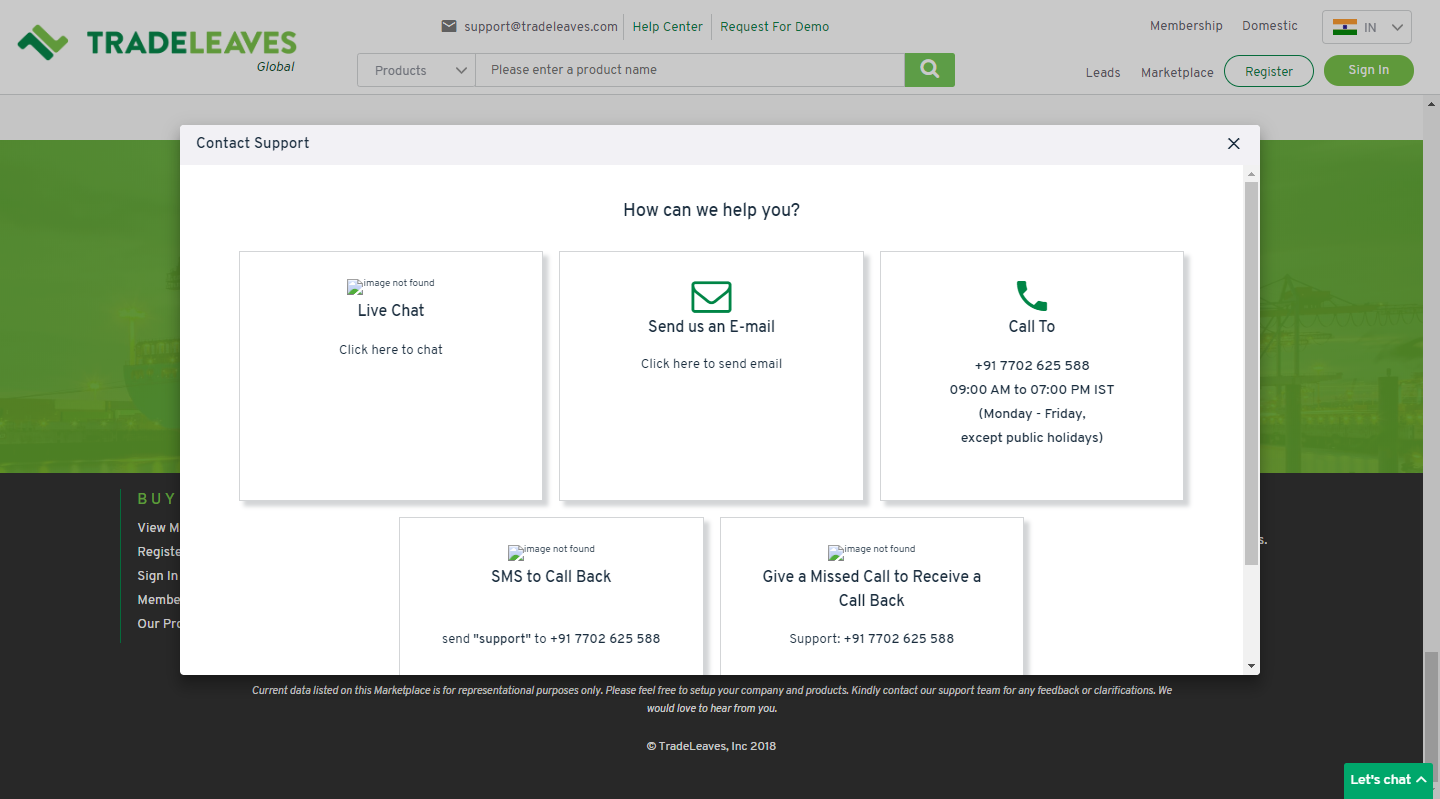 TRADELEAVES
Global
support@tradeleaves.com
Help Center
Request For Demo
Membership
Domestic
IN
Products
Please enter a product name
Leads
Marketplace
Register
Sign In
Contact Support
How can we help you?
image not found
Live Chat
Click here to chat
Send us an E-mail
Click here to send email
Call To
+91 7702 625 588
09:00 AM to 07:00 PM IST
(Monday - Friday,
except public holidays)
image not found
SMS to Call Back
send "support" to +91 7702 625 588
image not found
Give a Missed Call to Receive a
Call Back
Support: +91 7702 625 588
BUY
View M
Registe
Sign In
Membe
Our Pro
s.
Current data listed on this Marketplace is for representational purposes only. Please feel free to setup your company and products. Kindly contact our support team for any feedback or clarifications. We
would love to hear from you.
© TradeLeaves, Inc 2018
Let's chat